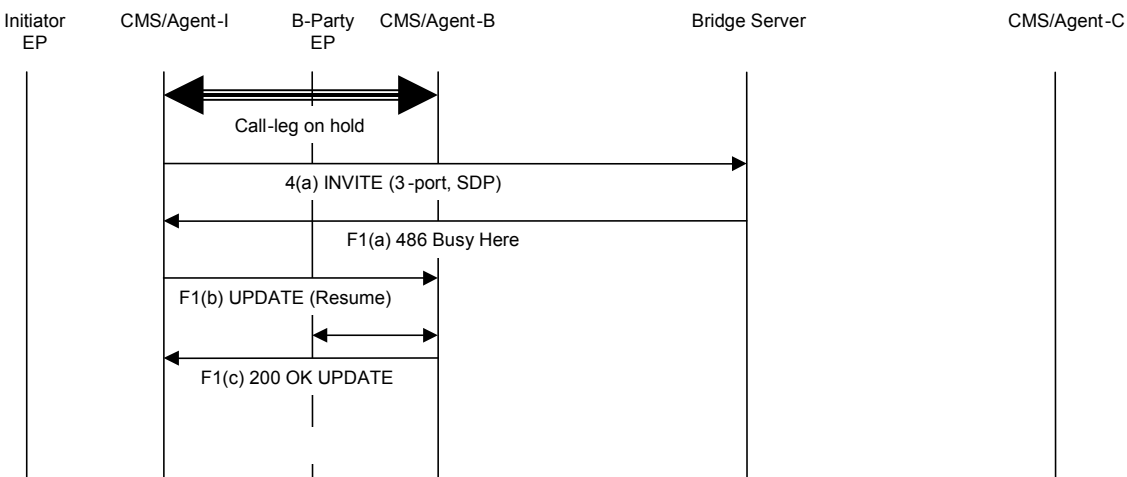 Initiator
EP
CMS/Agent-I
B-Party
EP
CMS/Agent-B
Bridge Server
CMS/Agent-C
Call-leg on hold
4(a) INVITE (3-port, SDP)
F1(a) 486 Busy Here
F1(b) UPDATE (Resume)
F1(c) 200 OK UPDATE